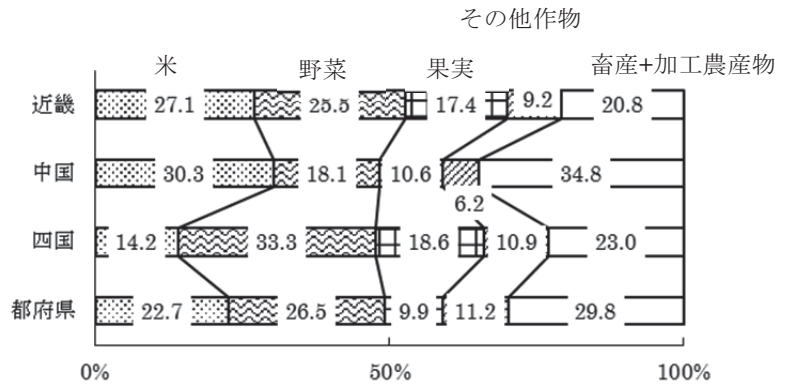 その他作物
米 野菜 果実 畜産+加工農産物
近畿 27.1 25.5 17.4 9.2 20.8
中国 30.3 18.1 10.6 34.8
6.2
四国 14.2 33.3 18.6 10.9 23.0
都府県 22.7 26.5 9.9 11.2 29.8
0% 50% 100%